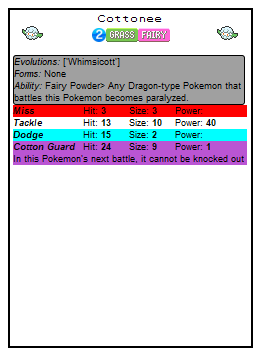 Cottonee
2 GRASS FAIRY
Evolutions: ['Whimsicott']
Forms: None
Ability: Fairy Powder> Any Dragon-type Pokemon that
battles this Pokemon becomes paralyzed.
Miss Hit: 3 Size: 3 Power:
Tackle Hit: 13 Size: 10 Power: 40
Dodge Hit: 15 Size: 2 Power:
Cotton Guard Hit: 24 Size: 9 Power: 1
In this Pokemon's next battle, it cannot be knocked out